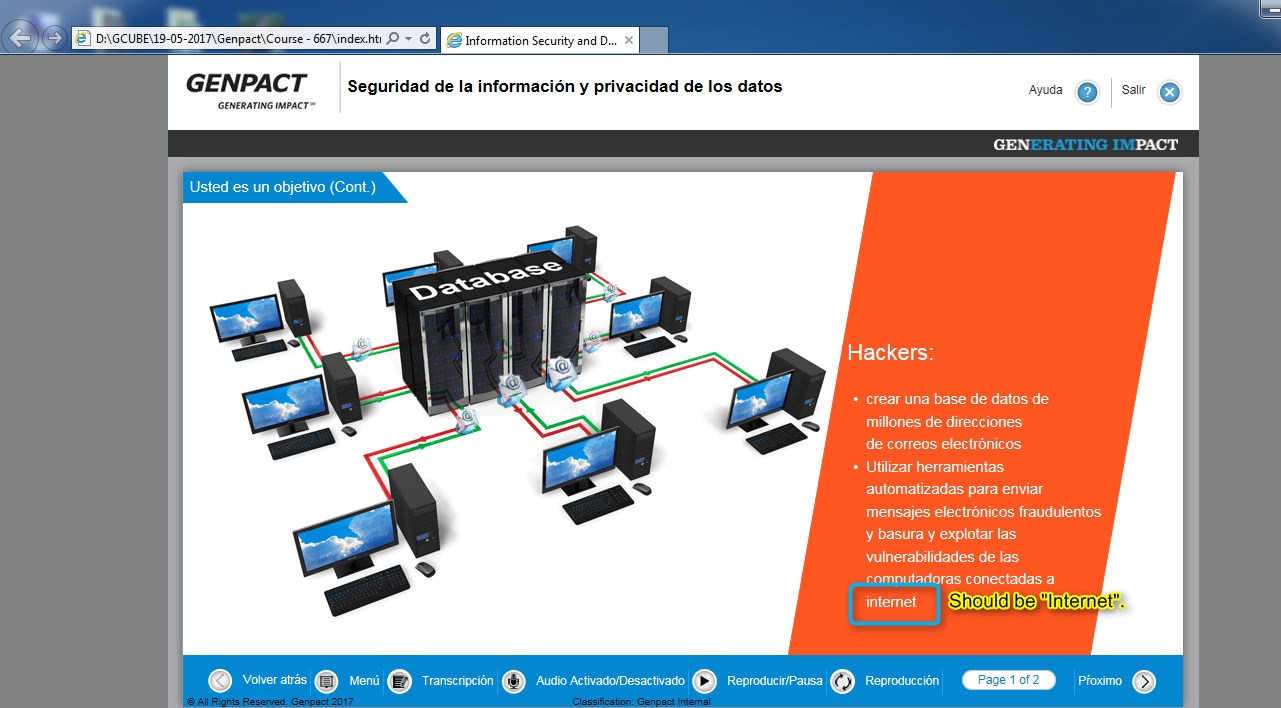 D:\GCUBE\19-05-2017\Genpact\Course - 667\index.htı
Information Security and D...
GENPACT
GENERATING IMPACT℠
Seguridad de la información y privacidad de los datos
Ayuda
?
Salir
GENERATING IMPACT
Usted es un objetivo (Cont.)
Database
@
@
@
@
@
@
Hackers:
• crear una base de datos de
millones de direcciones
de correos electrónicos
• Utilizar herramientas
automatizadas para enviar
mensajes electrónicos fraudulentos
y basura y explotar las
vulnerabilidades de las
computadoras conectadas a
internet
Should be "Internet".
Volver atrás
Menú
Transcripción
Audio Activado/Desactivado
Reproducir/Pausa
Reproducción
Page 1 of 2
Próximo
© All Rights Reserved. Genpact 2017
Classification: Genpact Internal